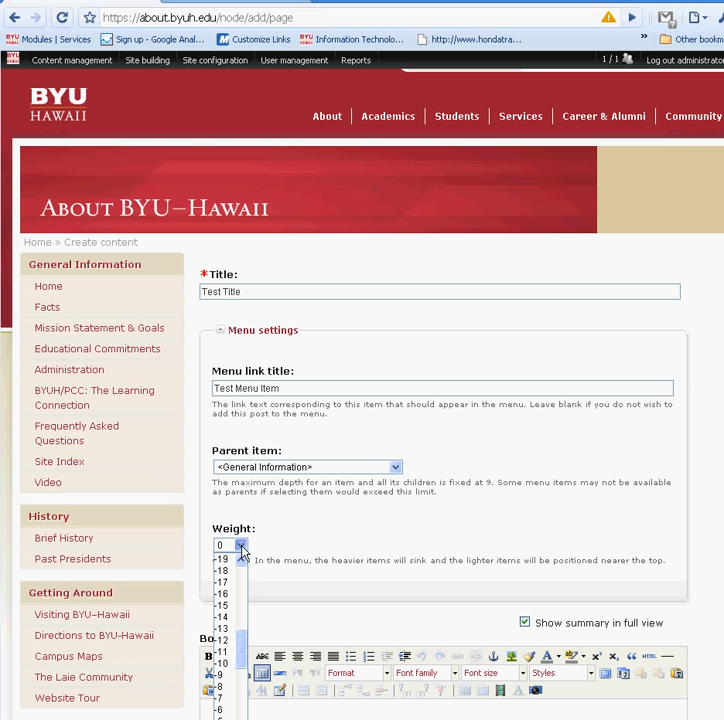 https://about.byuh.edu/node/add/page
BYU Modules | Services
Sign up - Google Anal...
Customize Links
BYU Information Technolo...
http://www.hondatra...
»
Other bookm
Content management
Site building
Site configuration
User management
Reports
1 / 1
Log out administrato
BYU
HAWAII
About
Academics
Students
Services
Career & Alumni
Community
ABOUT BYU–HAWAII
Home » Create content
General Information
Home
Facts
Mission Statement & Goals
Educational Commitments
Administration
BYUH/PCC: The Learning
Connection
Frequently Asked
Questions
Site Index
Video
History
Brief History
Past Presidents
Getting Around
Visiting BYU–Hawaii
Directions to BYU-Hawaii
Campus Maps
The Laie Community
Website Tour
*Title:
Test Title
Menu settings
Menu link title:
Test Menu Item
The link text corresponding to this item that should appear in the menu. Leave blank if you do not wish to
add this post to the menu.
Parent item:
<General Information>
The maximum depth for an item and all its children is fixed at 9. Some menu items may not be available
as parents if selecting them would exceed this limit.
Weight:
0
In the menu, the heavier items will sink and the lighter items will be positioned nearer the top.
-19
-18
-17
-16
-15
-14
-13
-12
-11
-10
-9
-8
-7
-6
Show summary in full view
Bo
B
ABC
HTML
Format
Font family
Font size
Styles